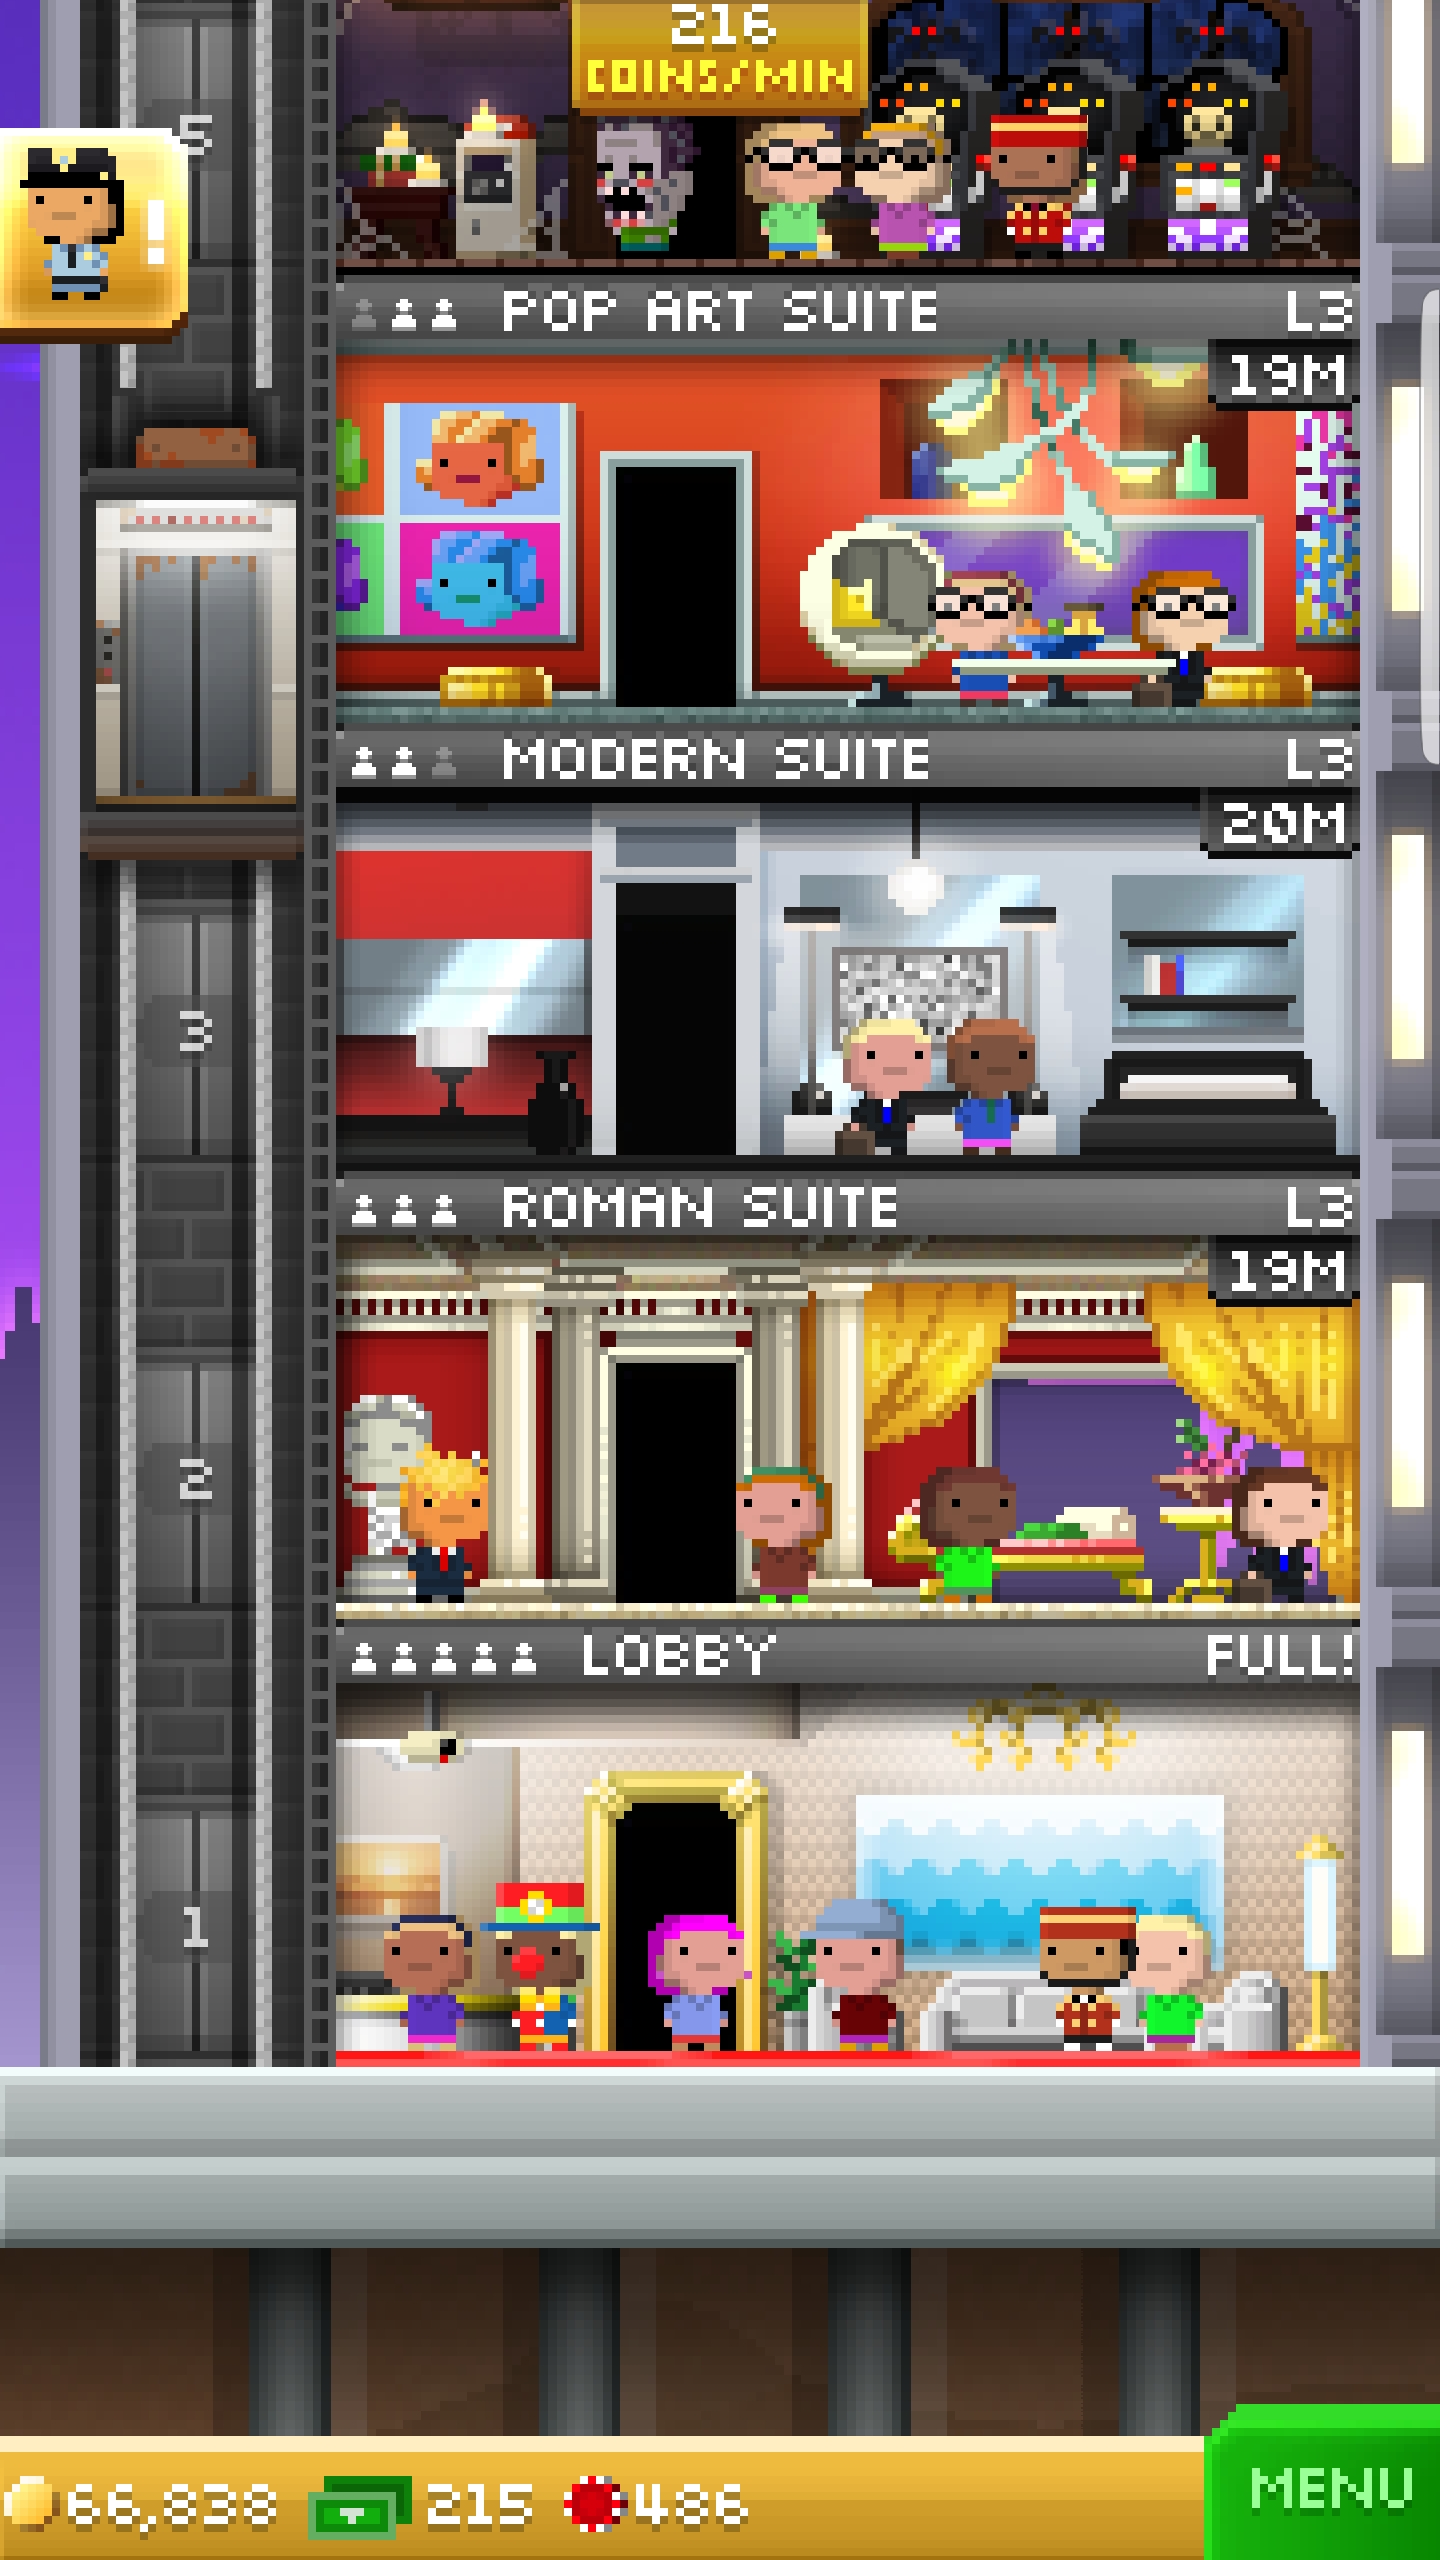 216
COINS/MIN
5
!
POP ART SUITE L3
19M
MODERN SUITE L3
20M
3
ROMAN SUITE L3
19M
2
LOBBY FULL!
1
MENU
66,838 215 486